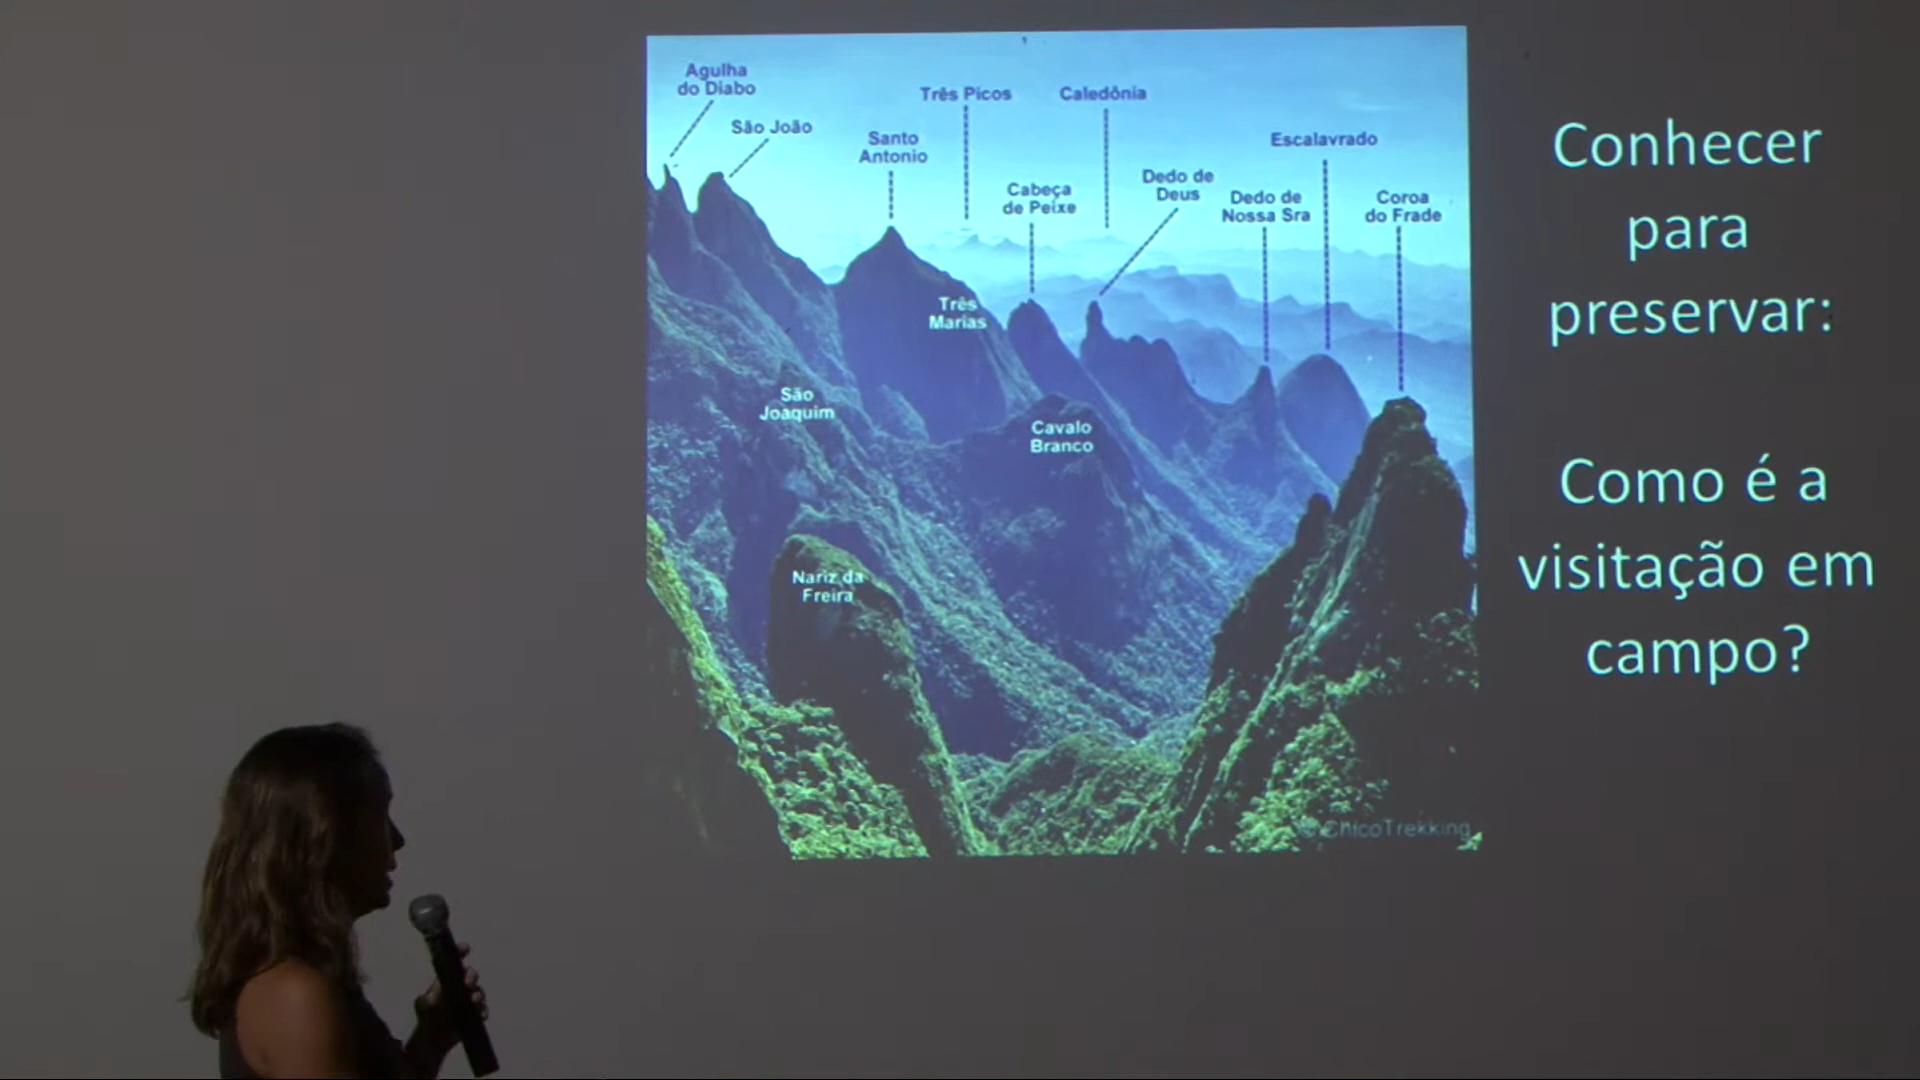 Agulha
do Diabo
São João
Santo
Antonio
Três Picos
Cabeça
de Peixe
Caledônia
Dedo de
Deus
Dedo de
Nossa Sra
Escalavrado
Coroa
do Frade
Três
Marias
São
Joaquim
Cavalo
Branco
Nariz da
Freira
© ChicoTrekking
Conhecer
para
preservar:
Como é a
visitação em
campo?